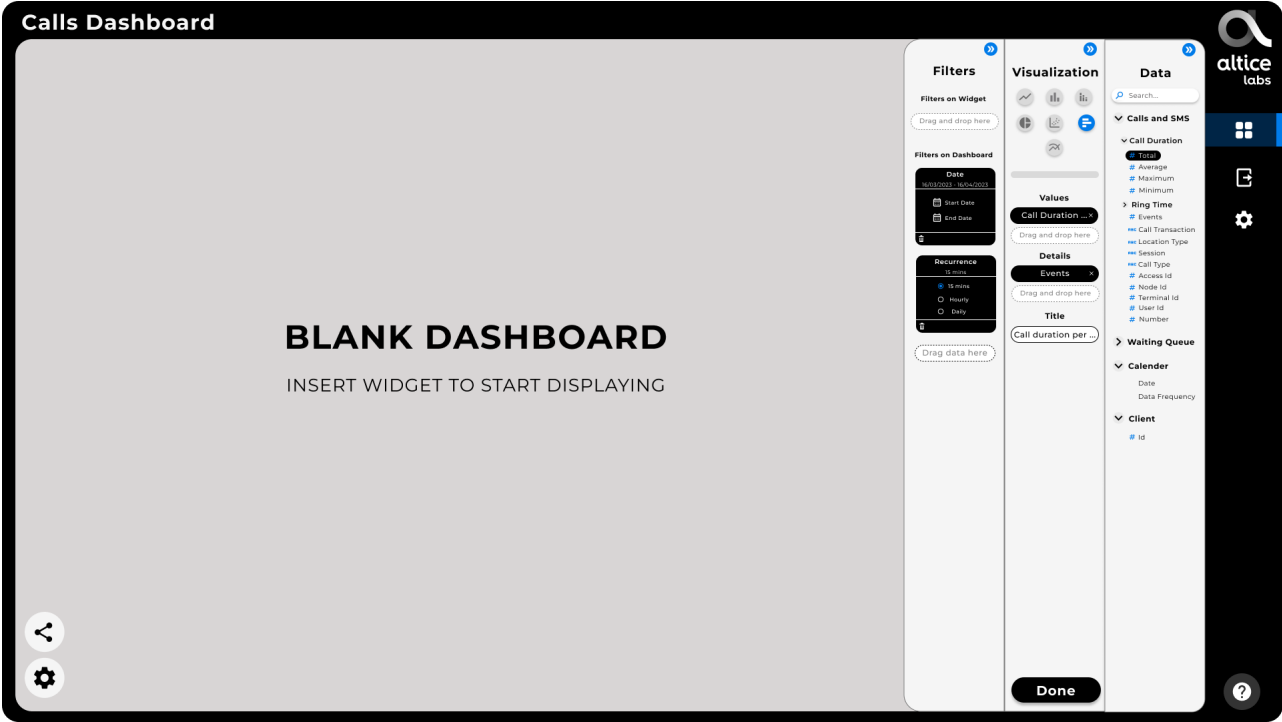 Calls Dashboard
BLANK DASHBOARD
INSERT WIDGET TO START DISPLAYING
Filters
Filters on Widget
Drag and drop here
Filters on Dashboard
Date
16/03/2023 - 16/04/2023
Start Date
End Date
Recurrence
15 mins
15 mins
Hourly
Daily
Drag data here
Visualization
Values
Call Duration ... ×
Drag and drop here
Details
Events ×
Drag and drop here
Title
Call duration per ...
Done
Data
Search...
Calls and SMS
Call Duration
# Total
# Average
# Maximum
# Minimum
Ring Time
# Events
Call Transaction
Location Type
Session
Call Type
# Access Id
# Node Id
# Terminal Id
# User Id
# Number
Waiting Queue
Calender
Date
Data Frequency
Client
# Id
altice
labs
?